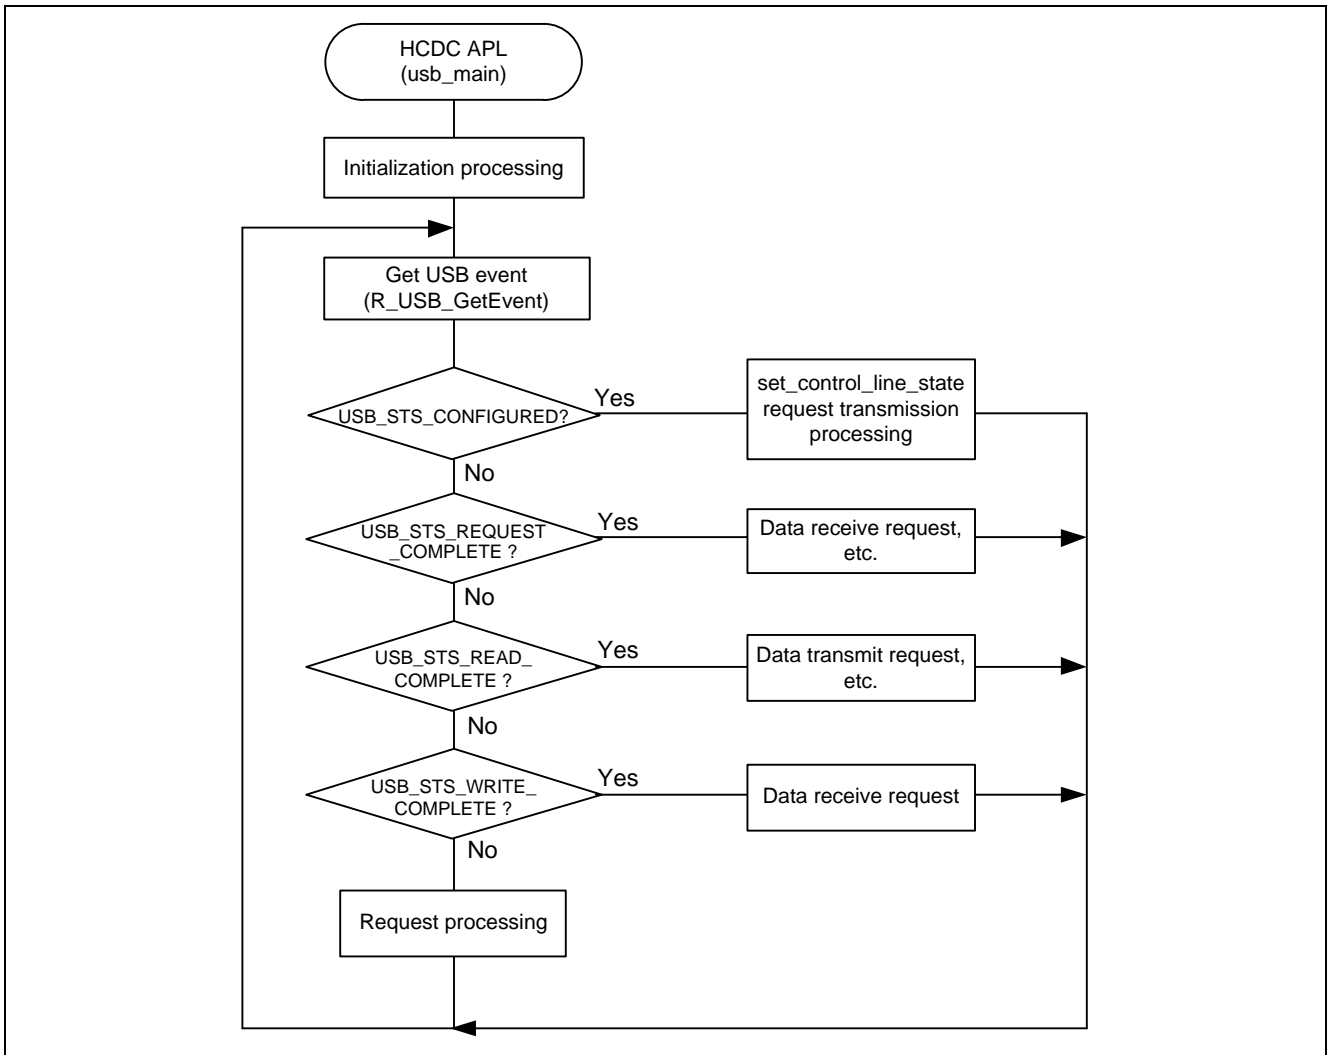 HCDC APL
(usb_main)
Initialization processing
Get USB event
(R_USB_GetEvent)
USB_STS_CONFIGURED?
Yes
set_control_line_state
request transmission
processing
No
USB_STS_REQUEST
_COMPLETE ?
Yes
Data receive request,
etc.
No
USB_STS_READ_
COMPLETE ?
Yes
Data transmit request,
etc.
No
USB_STS_WRITE_
COMPLETE ?
Yes
Data receive request
No
Request processing